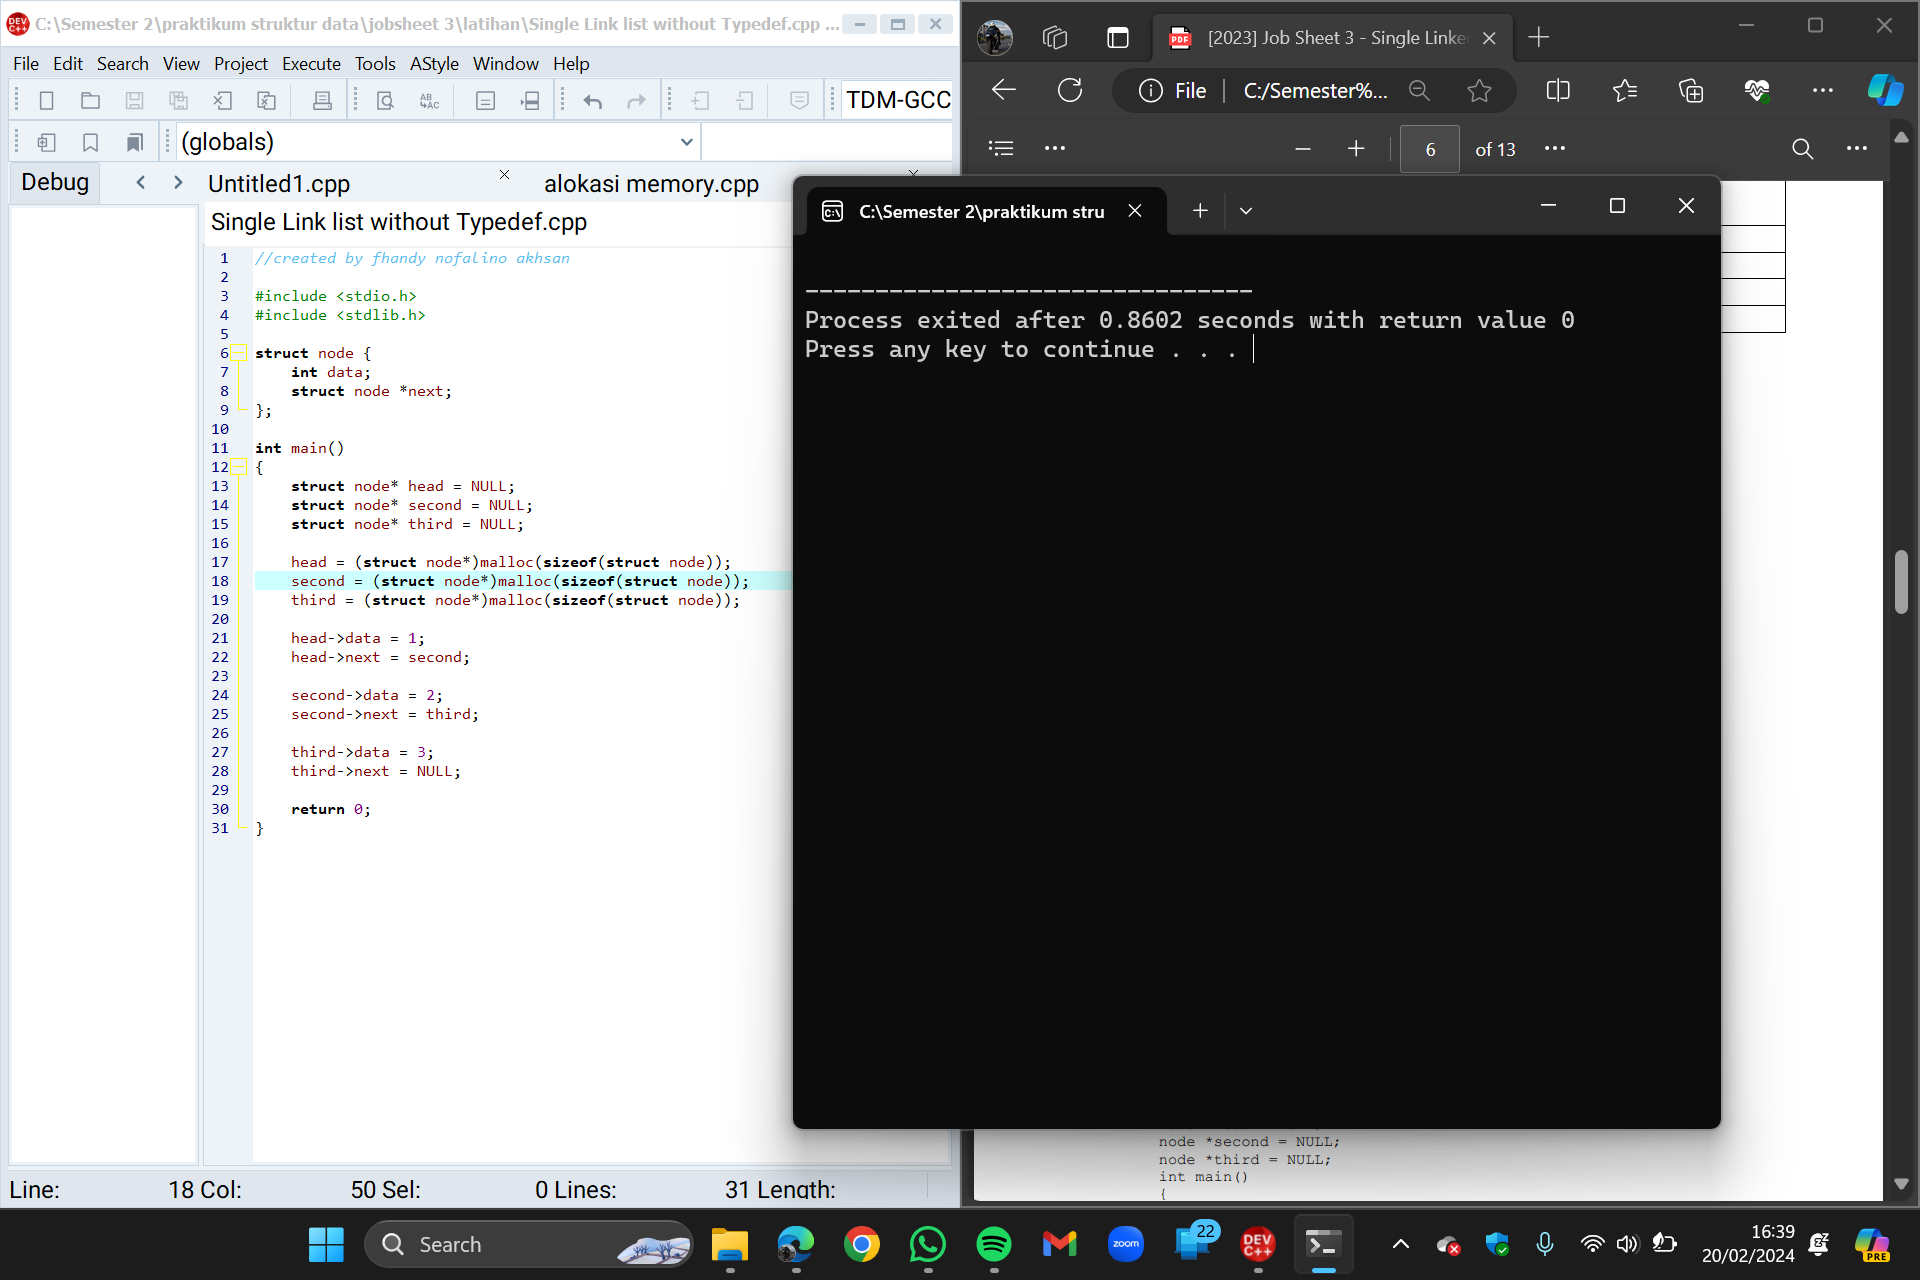 C:\Semester 2\praktikum struktur data\jobsheet 3\latihan\Single Link list without Typedef.cpp ...
File Edit Search View Project Execute Tools AStyle Window Help
TDM-GCC
(globals)
Debug
Untitled1.cpp
alokasi memory.cpp
Single Link list without Typedef.cpp
1 //created by fhandy nofalino akhsan
2
3 #include <stdio.h>
4 #include <stdlib.h>
5
6 struct node {
7 int data;
8 struct node *next;
9 };
10
11 int main()
12 {
13 struct node* head = NULL;
14 struct node* second = NULL;
15 struct node* third = NULL;
16
17 head = (struct node*)malloc(sizeof(struct node));
18 second = (struct node*)malloc(sizeof(struct node));
19 third = (struct node*)malloc(sizeof(struct node));
20
21 head->data = 1;
22 head->next = second;
23
24 second->data = 2;
25 second->next = third;
26
27 third->data = 3;
28 third->next = NULL;
29
30 return 0;
31 }
Line: 18 Col: 50 Sel: 0 Lines: 31 Length:
[2023] Job Sheet 3 - Single Linke
File C:/Semester%...
6 of 13
C:\Semester 2\praktikum stru
--------------------------------
Process exited after 0.8602 seconds with return value 0
Press any key to continue . . .
node *second = NULL;
node *third = NULL;
int main()
{
Search
zoom
22
DEV C++
16:39
20/02/2024
PRE